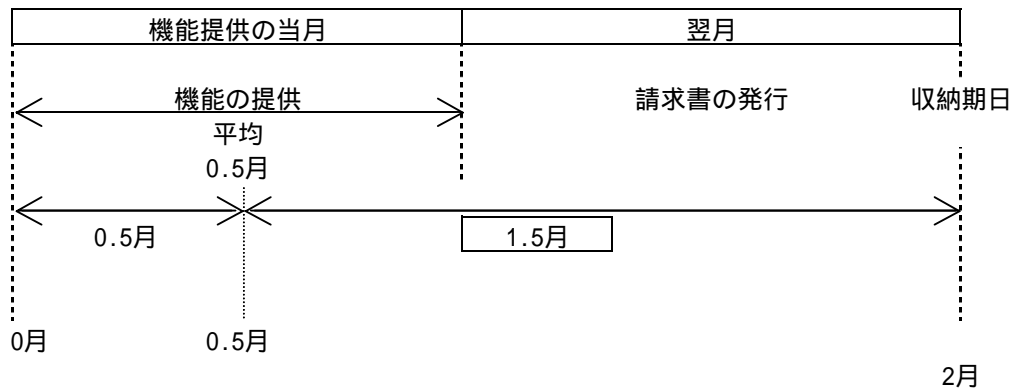 機能提供の当月 翌月
機能の提供 請求書の発行 収納期日
平均
0.5月
0.5月 1.5月
0月 0.5月
2月